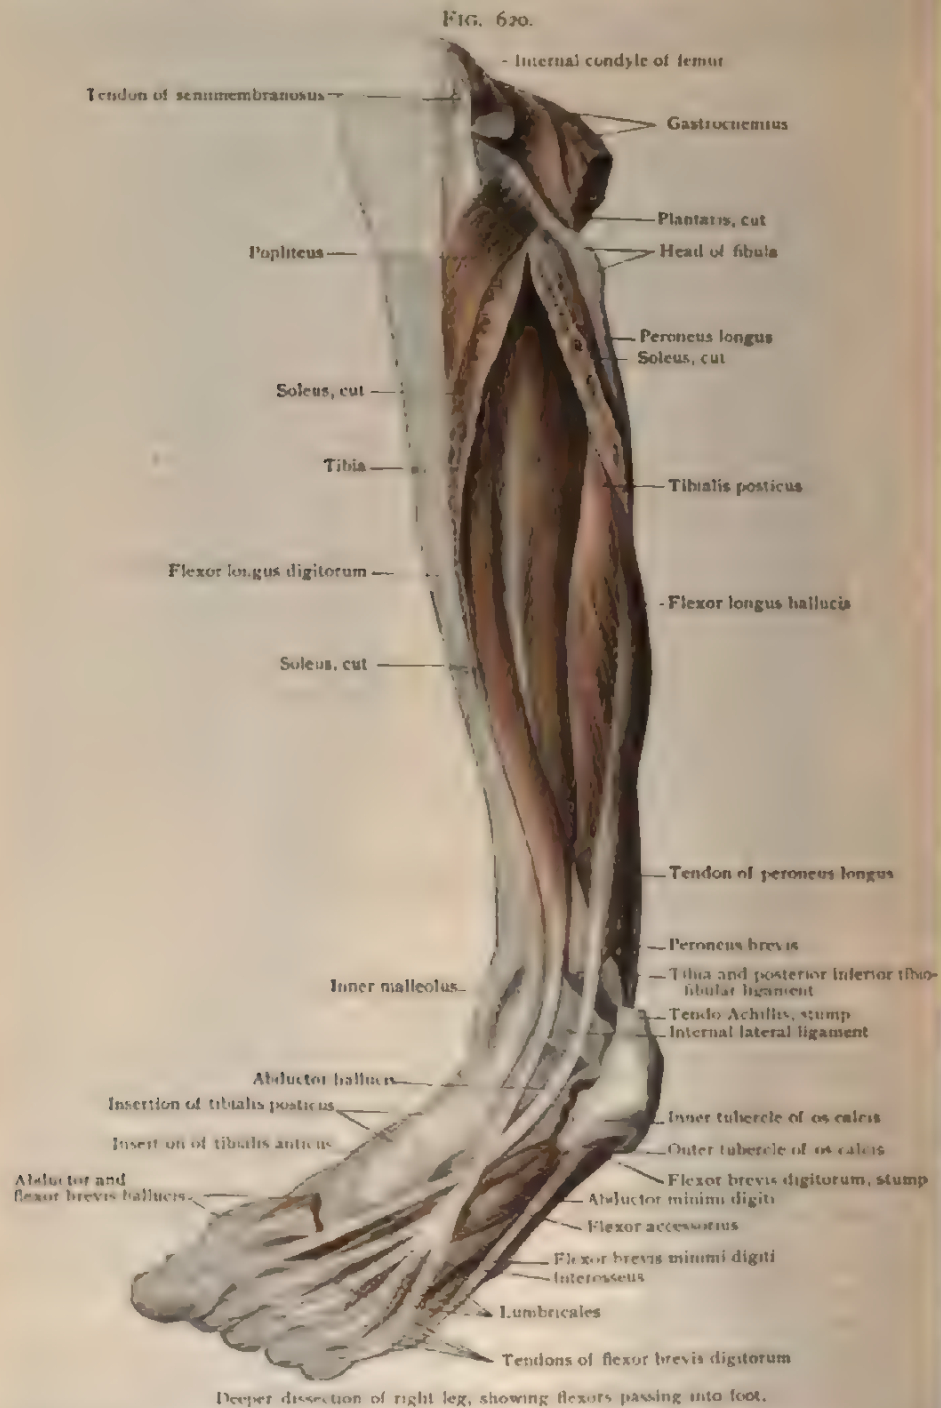 FIG. 620.
Internal condyle of femur
Tendon of semimembranosus
Gastrocnemius
Plantaris, cut
Popliteus
Head of fibula
Peroneus longus
Soleus, cut
Soleus, cut
Tibia
Tibialis posticus
Flexor longus digitorum
Flexor longus hallucis
Soleus, cut
Tendon of peroneus longus
Peroneus brevis
Tibia and posterior inferior tibio-
fibular ligament
Inner malleolus
Tendo Achillis, stump
Internal lateral ligament
Abductor hallucis
Insertion of tibialis posticus
Inner tubercle of os calcis
Insertion of tibialis anticus
Outer tubercle of os calcis
Abductor and
flexor brevis hallucis
Flexor brevis digitorum, stump
Abductor minimi digiti
Flexor accessorius
Flexor brevis minimi digiti
Interosseus
Lumbricales
Tendons of flexor brevis digitorum
Deeper dissection of right leg, showing flexors passing into foot.